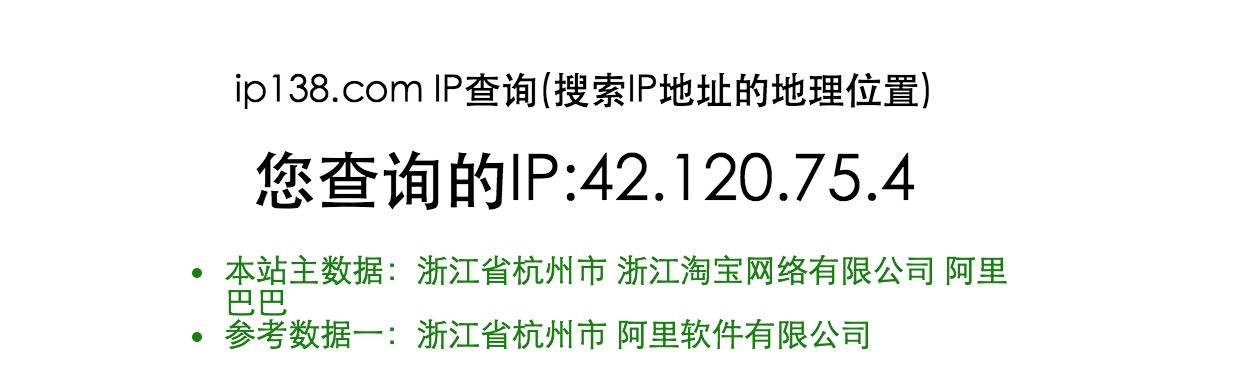 ip138.com IP查询(搜索IP地址的地理位置)
您查询的IP:42.120.75.4
• 本站主数据：浙江省杭州市 浙江淘宝网络有限公司 阿里
巴巴
• 参考数据一：浙江省杭州市 阿里软件有限公司